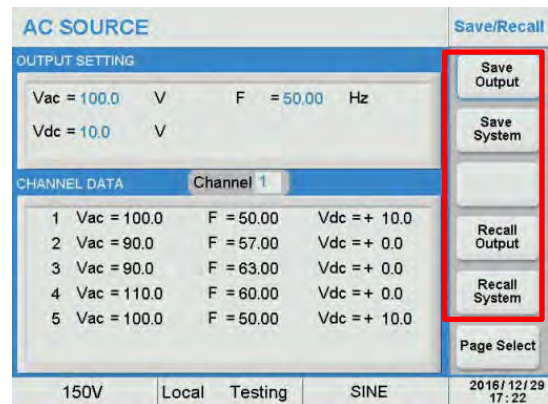 AC SOURCE
Save/Recall
OUTPUT SETTING
Vac = 100.0 V F = 50.00 Hz
Vdc = 10.0 V
CHANNEL DATA Channel 1
1 Vac = 100.0 F = 50.00 Vdc = + 10.0
2 Vac = 90.0 F = 57.00 Vdc = + 0.0
3 Vac = 90.0 F = 63.00 Vdc = + 0.0
4 Vac = 110.0 F = 60.00 Vdc = + 0.0
5 Vac = 100.0 F = 50.00 Vdc = + 10.0
Save
Output
Save
System
Recall
Output
Recall
System
Page Select
150V Local Testing SINE
2016/12/29
17:22